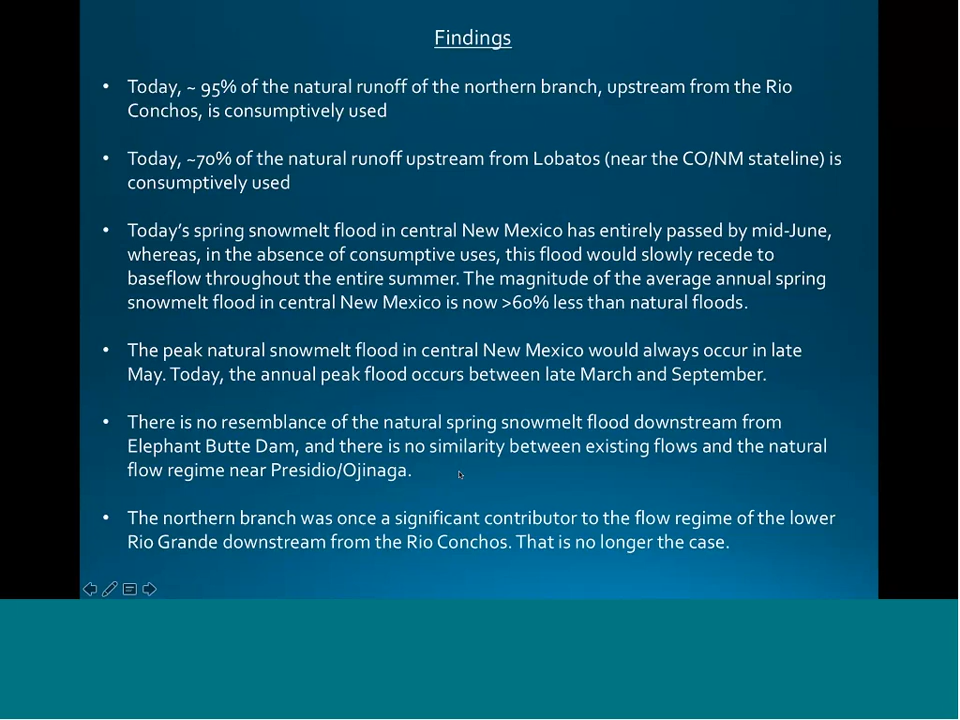 Findings
• Today, ~ 95% of the natural runoff of the northern branch, upstream from the Rio
Conchos, is consumptively used
• Today, ~70% of the natural runoff upstream from Lobatos (near the CO/NM stateline) is
consumptively used
• Today's spring snowmelt flood in central New Mexico has entirely passed by mid-June,
whereas, in the absence of consumptive uses, this flood would slowly recede to
baseflow throughout the entire summer. The magnitude of the average annual spring
snowmelt flood in central New Mexico is now >60% less than natural floods.
• The peak natural snowmelt flood in central New Mexico would always occur in late
May. Today, the annual peak flood occurs between late March and September.
• There is no resemblance of the natural spring snowmelt flood downstream from
Elephant Butte Dam, and there is no similarity between existing flows and the natural
flow regime near Presidio/Ojinaga.
• The northern branch was once a significant contributor to the flow regime of the lower
Rio Grande downstream from the Rio Conchos. That is no longer the case.